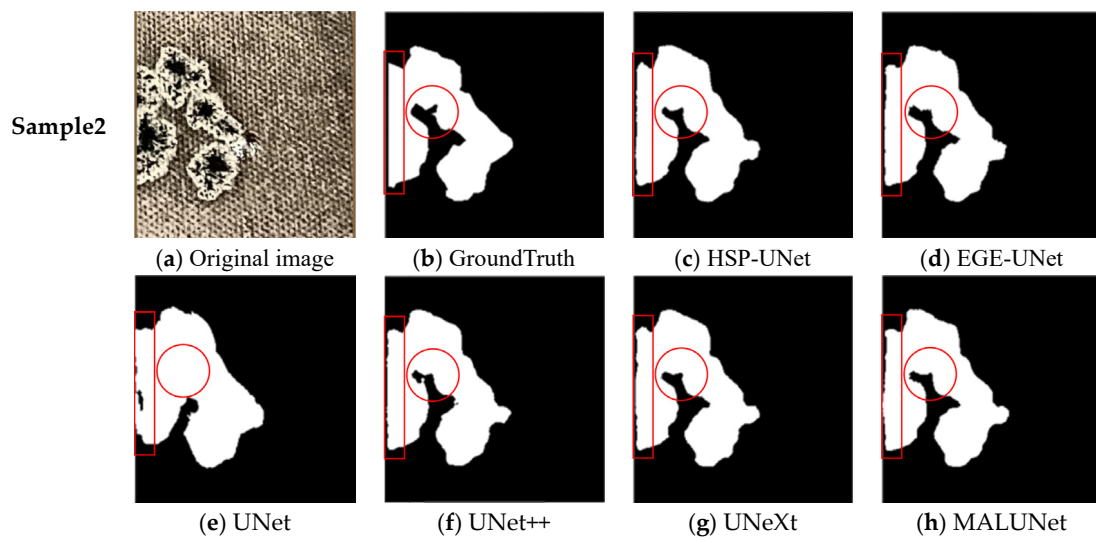 Sample2
(a) Original image
(b) GroundTruth
(c) HSP-UNet
(d) EGE-UNet
(e) UNet
(f) UNet++
(g) UNeXt
(h) MALUNet